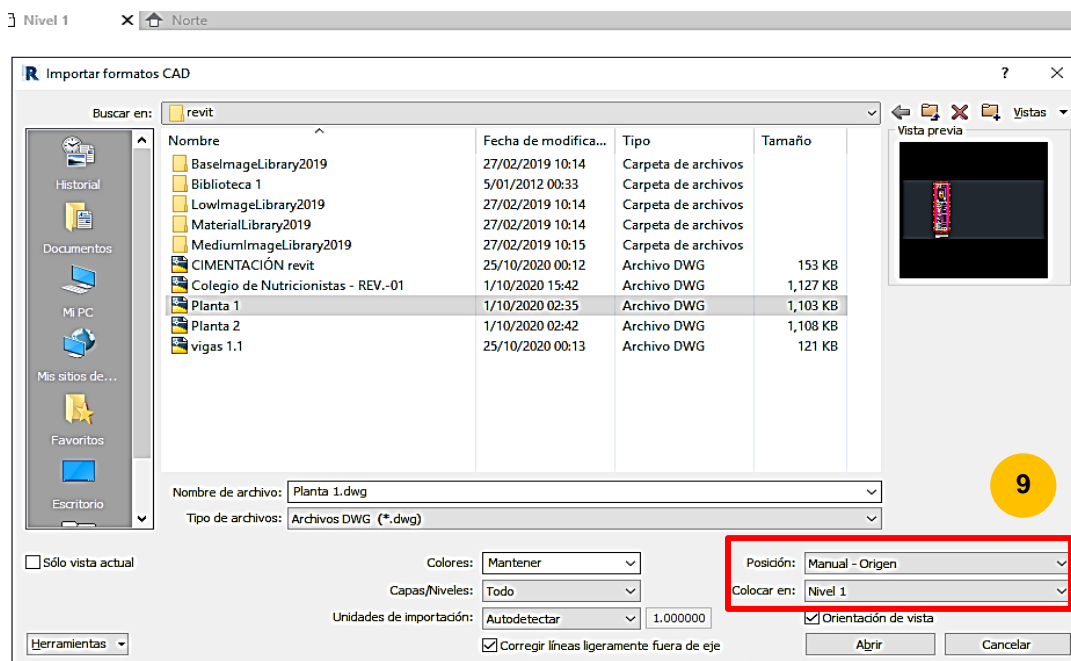 Nivel 1
Norte
Importar formatos CAD
Buscar en: revit
Vistas
Nombre Fecha de modifica... Tipo Tamaño
BaseImageLibrary2019 27/02/2019 10:14 Carpeta de archivos
Biblioteca 1 5/01/2012 00:33 Carpeta de archivos
LowImageLibrary2019 27/02/2019 10:14 Carpeta de archivos
MaterialLibrary2019 27/02/2019 10:14 Carpeta de archivos
MediumImageLibrary2019 27/02/2019 10:15 Carpeta de archivos
CIMENTACIÓN revit 25/10/2020 00:12 Archivo DWG 153 KB
Colegio de Nutricionistas - REV.-01 1/10/2020 15:42 Archivo DWG 1,127 KB
Planta 1 1/10/2020 02:35 Archivo DWG 1,103 KB
Planta 2 1/10/2020 02:42 Archivo DWG 1,108 KB
vigas 1.1 25/10/2020 00:13 Archivo DWG 121 KB
Historial
Documentos
Mi PC
Mis sitios de...
Favoritos
Escritorio
Vista previa
9
Nombre de archivo: Planta 1.dwg
Tipo de archivos: Archivos DWG (*.dwg)
Sólo vista actual
Colores: Mantener
Capas/Niveles: Todo
Unidades de importación: Autodetectar 1.000000
Corregir líneas ligeramente fuera de eje
Posición: Manual - Origen
Colocar en: Nivel 1
Orientación de vista
Herramientas
Abrir
Cancelar